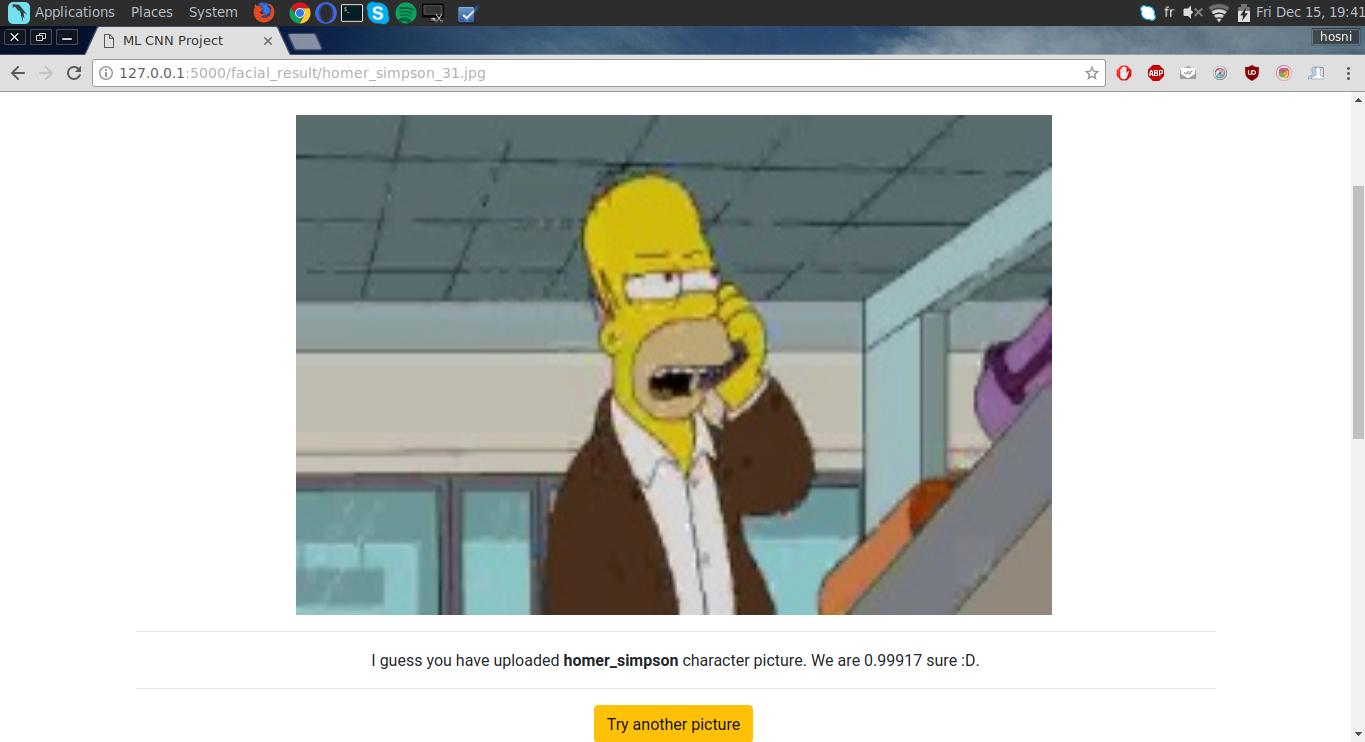 Applications Places System fr Fri Dec 15, 19:41
ML CNN Project hosni
127.0.0.1:5000/facial_result/homer_simpson_31.jpg ABP
I guess you have uploaded homer_simpson character picture. We are 0.99917 sure :D.
Try another picture